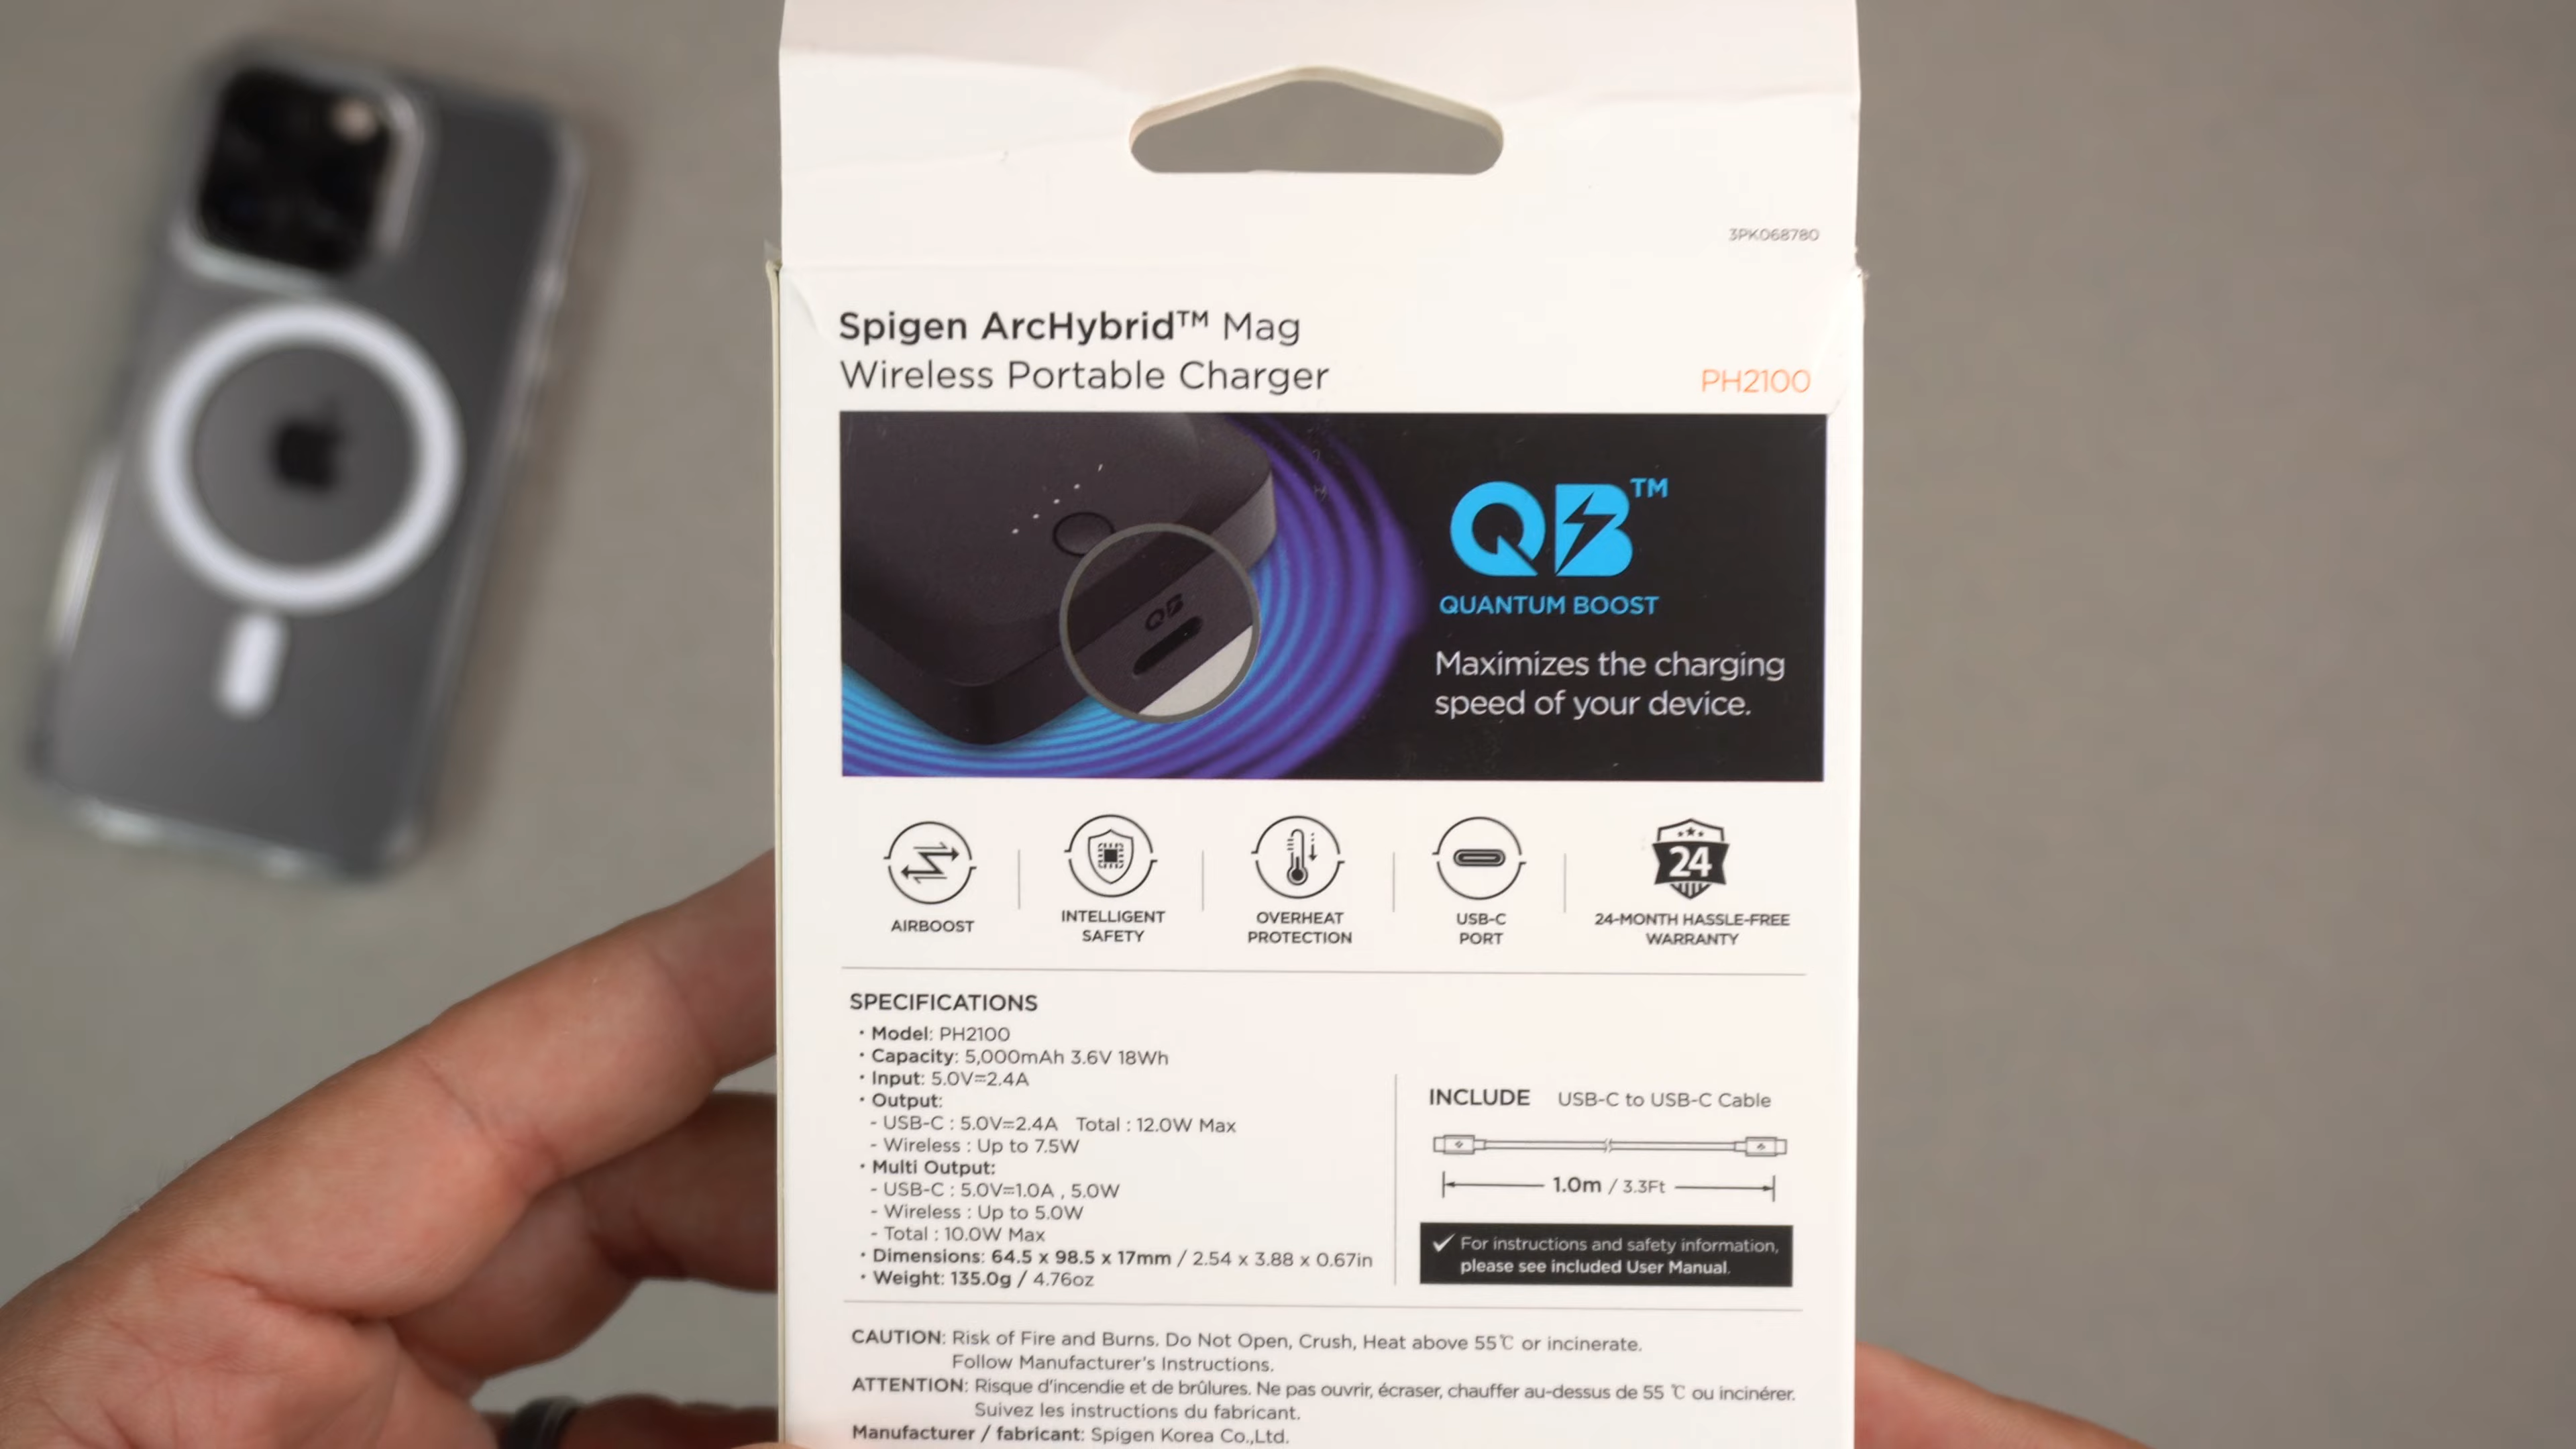 3PK068780
Spigen ArcHybrid™ Mag
Wireless Portable Charger
PH2100
QB™
QUANTUM BOOST
Maximizes the charging
speed of your device.
QB
AIRBOOST
INTELLIGENT
SAFETY
OVERHEAT
PROTECTION
USB-C
PORT
24
24-MONTH HASSLE-FREE
WARRANTY
SPECIFICATIONS
• Model: PH2100
• Capacity: 5,000mAh 3.6V 18Wh
• Input: 5.0V=2.4A
• Output:
- USB-C : 5.0V=2.4A Total : 12.0W Max
- Wireless : Up to 7.5W
• Multi Output:
- USB-C : 5.0V=1.0A , 5.0W
- Wireless : Up to 5.0W
- Total : 10.0W Max
• Dimensions: 64.5 x 98.5 x 17mm / 2.54 x 3.88 x 0.67in
• Weight: 135.0g / 4.76oz
INCLUDE USB-C to USB-C Cable
1.0m / 3.3Ft
For instructions and safety information,
please see included User Manual.
CAUTION: Risk of Fire and Burns. Do Not Open, Crush, Heat above 55℃ or incinerate.
Follow Manufacturer's Instructions.
ATTENTION: Risque d'incendie et de brûlures. Ne pas ouvrir, écraser, chauffer au-dessus de 55 ℃ ou incinérer.
Suivez les instructions du fabricant.
Manufacturer / fabricant: Spigen Korea Co.,Ltd.